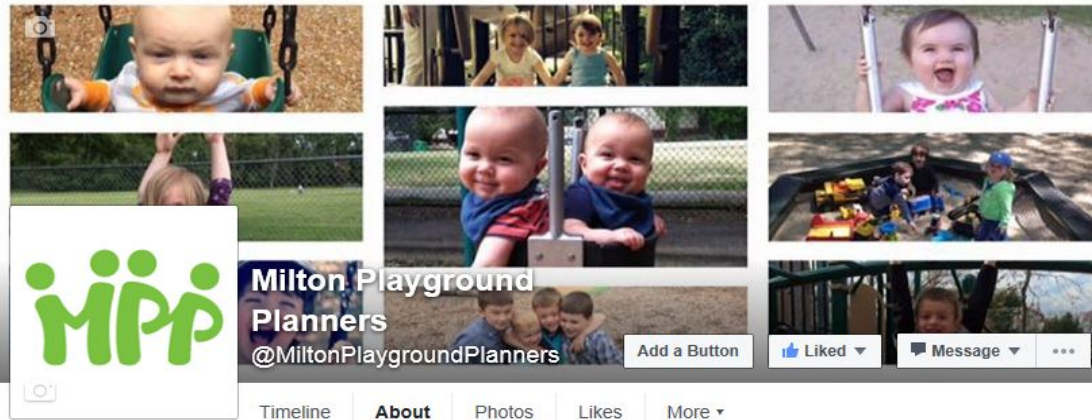 MPP
Milton Playground
Planners
@MiltonPlaygroundPlanners
Add a Button
Liked
Message
Timeline
About
Photos
Likes
More